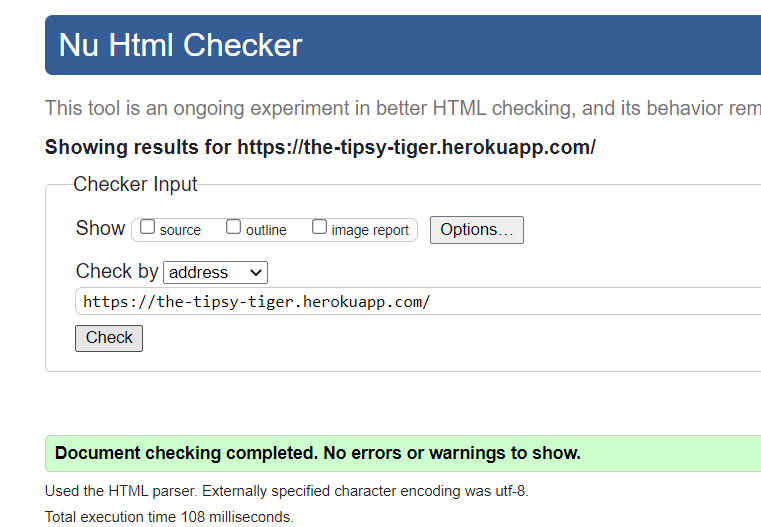 Nu Html Checker
This tool is an ongoing experiment in better HTML checking, and its behavior rem
Showing results for https://the-tipsy-tiger.herokuapp.com/
Checker Input
Show source outline image report Options...
Check by address
https://the-tipsy-tiger.herokuapp.com/
Check
Document checking completed. No errors or warnings to show.
Used the HTML parser. Externally specified character encoding was utf-8.
Total execution time 108 milliseconds.